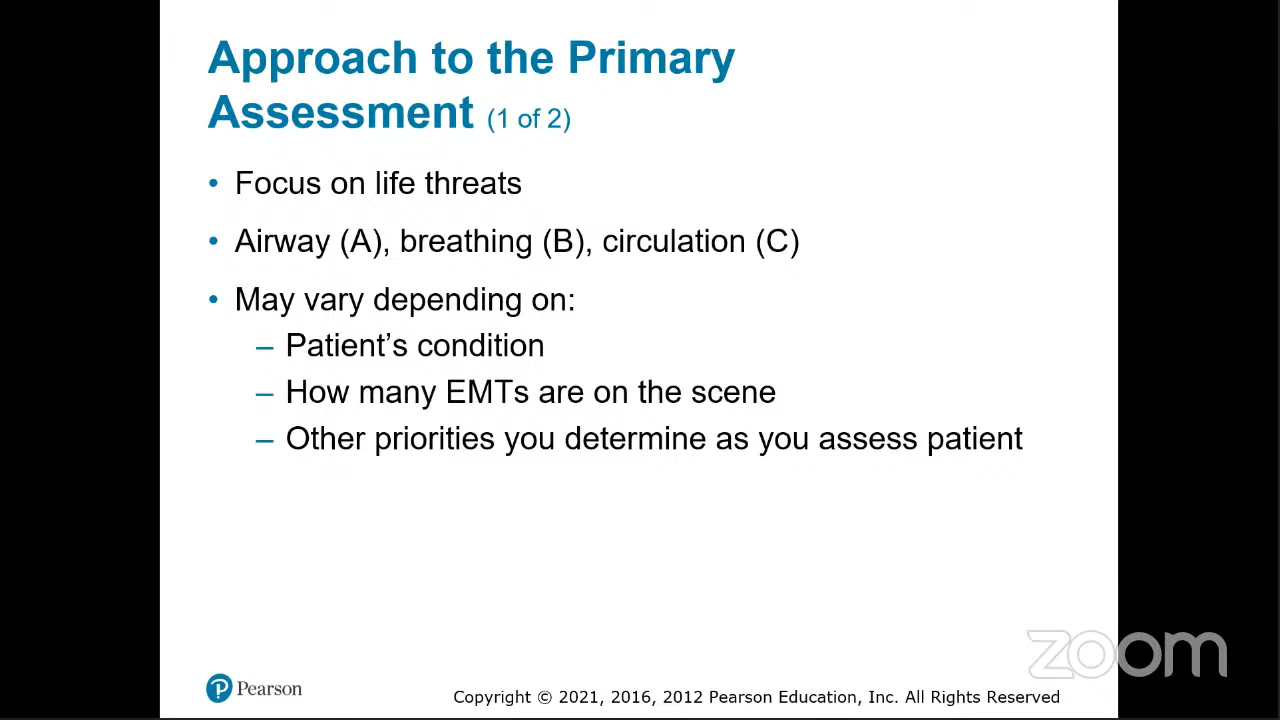 Approach to the Primary
Assessment (1 of 2)
• Focus on life threats
• Airway (A), breathing (B), circulation (C)
• May vary depending on:
– Patient’s condition
– How many EMTs are on the scene
– Other priorities you determine as you assess patient
zoom
Pearson
Copyright © 2021, 2016, 2012 Pearson Education, Inc. All Rights Reserved